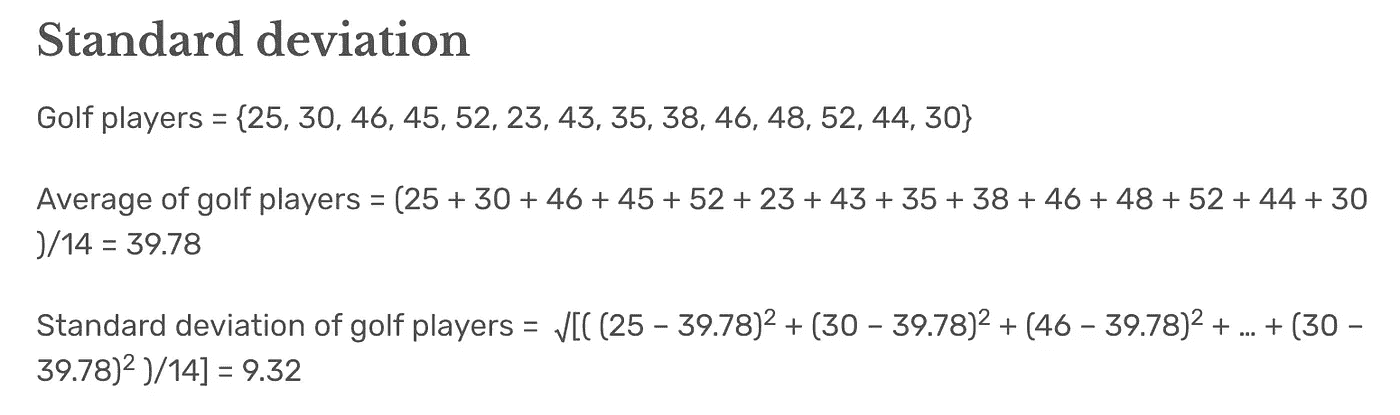 Standard deviation
Golf players = {25, 30, 46, 45, 52, 23, 43, 35, 38, 46, 48, 52, 44, 30}
Average of golf players = (25 + 30 + 46 + 45 + 52 + 23 + 43 + 35 + 38 + 46 + 48 + 52 + 44 + 30
)/14 = 39.78
Standard deviation of golf players = √[( (25 – 39.78)² + (30 – 39.78)² + (46 – 39.78)² + … + (30 –
39.78)² )/14] = 9.32